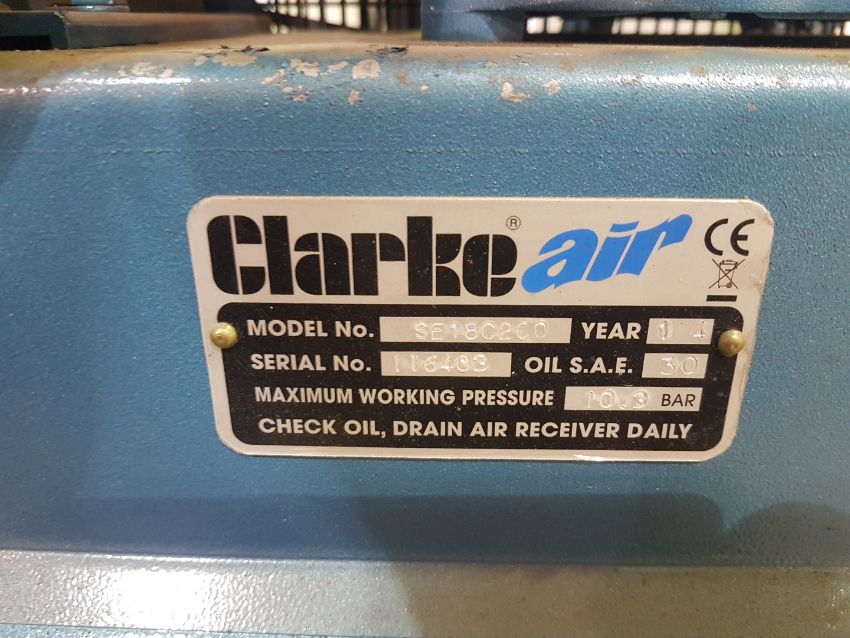 Clarke® air CE
MODEL No. SE18C200 YEAR 14
SERIAL No. 116403 OIL S.A.E. 30
MAXIMUM WORKING PRESSURE 10.3 BAR
CHECK OIL, DRAIN AIR RECEIVER DAILY